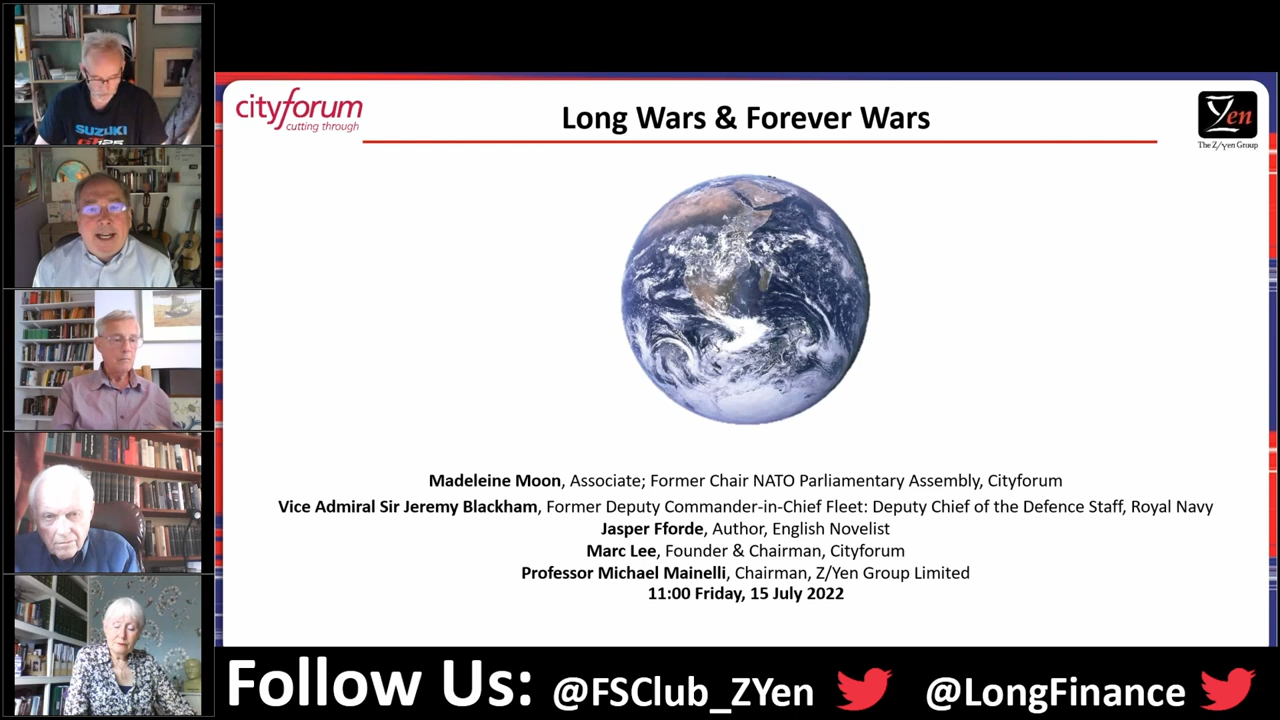 SUZUKI
cityforum
cutting through
Long Wars & Forever Wars
Zen
The Z/Yen Group
Madeleine Moon, Associate; Former Chair NATO Parliamentary Assembly, Cityforum
Vice Admiral Sir Jeremy Blackham, Former Deputy Commander-in-Chief Fleet: Deputy Chief of the Defence Staff, Royal Navy
Jasper Fforde, Author, English Novelist
Marc Lee, Founder & Chairman, Cityforum
Professor Michael Mainelli, Chairman, Z/Yen Group Limited
11:00 Friday, 15 July 2022
Follow Us: @FSClub_ZYen @LongFinance